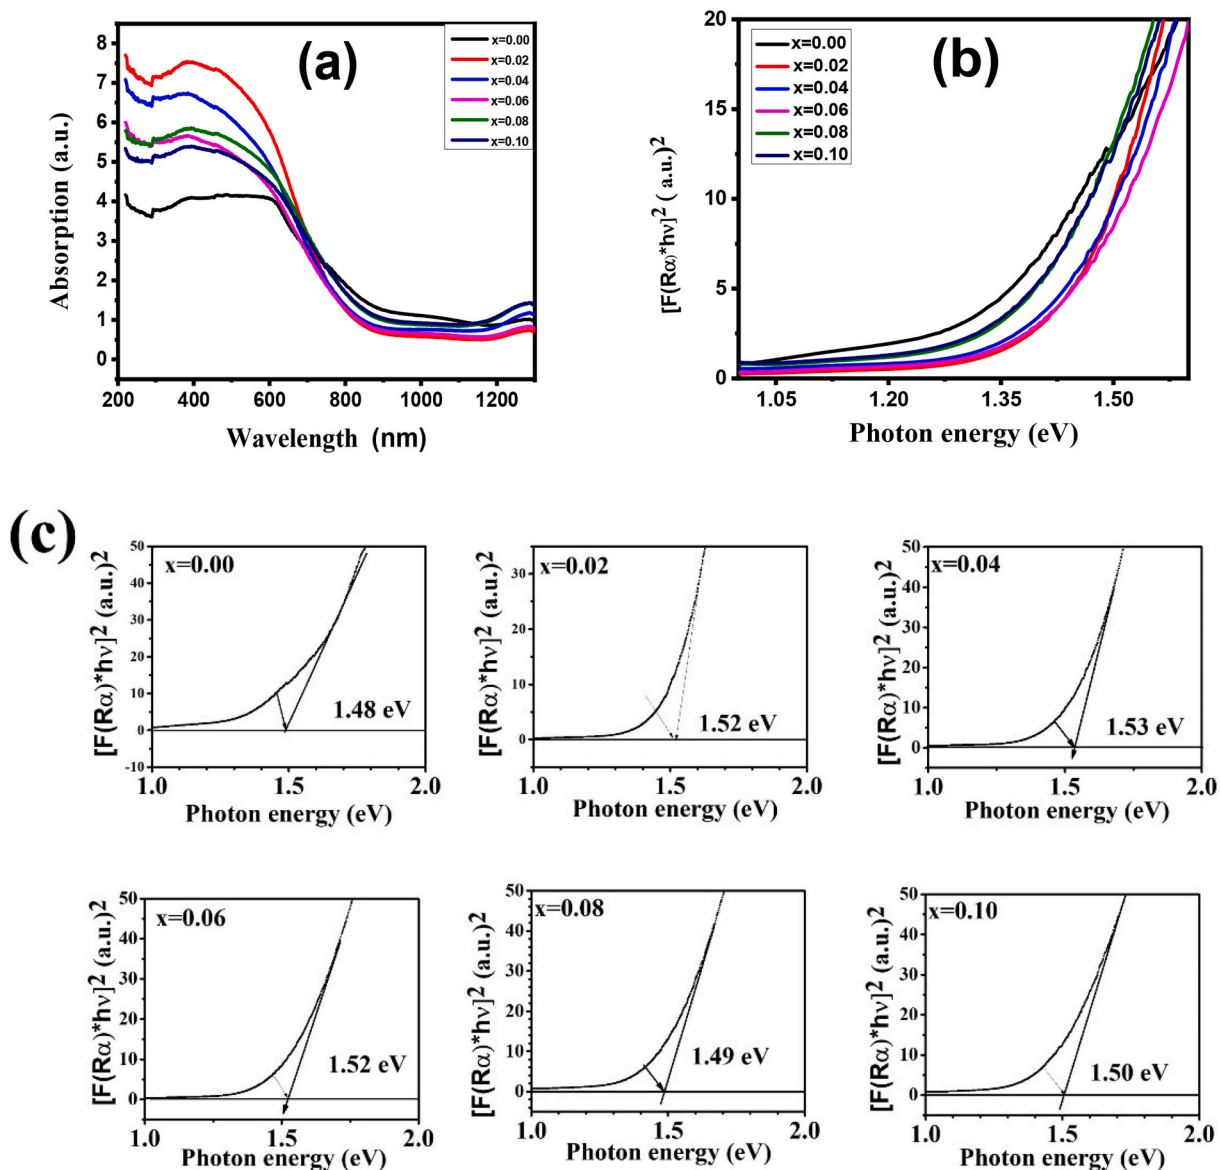 (a)
8
7
6
5
4
3
2
1
0
Absorption (a.u.)
200 400 600 800 1000 1200
Wavelength (nm)
x=0.00
x=0.02
x=0.04
x=0.06
x=0.08
x=0.10
(b)
20
15
10
5
0
[F(Rα)*hν]² ( a.u.)²
1.05 1.20 1.35 1.50
Photon energy (eV)
x=0.00
x=0.02
x=0.04
x=0.06
x=0.08
x=0.10
(c)
x=0.00
50
40
30
20
10
0
-10
[F(Rα)*hν]² (a.u.)²
1.48 eV
1.0 1.5 2.0
Photon energy (eV)
x=0.02
30
20
10
0
[F(Rα)*hν]² (a.u.)²
1.52 eV
1.0 1.5 2.0
Photon energy (eV)
x=0.04
50
40
30
20
10
0
[F(Rα)*hν]² (a.u.)²
1.53 eV
1.0 1.5 2.0
Photon energy (eV)
x=0.06
50
40
30
20
10
0
[F(Rα)*hν]² (a.u.)²
1.52 eV
1.0 1.5 2.0
Photon energy (eV)
x=0.08
50
40
30
20
10
0
[F(Rα)*hν]² (a.u.)²
1.49 eV
1.0 1.5 2.0
Photon energy (eV)
x=0.10
50
40
30
20
10
0
[F(Rα)*hν]² (a.u.)²
1.50 eV
1.0 1.5 2.0
Photon energy (eV)